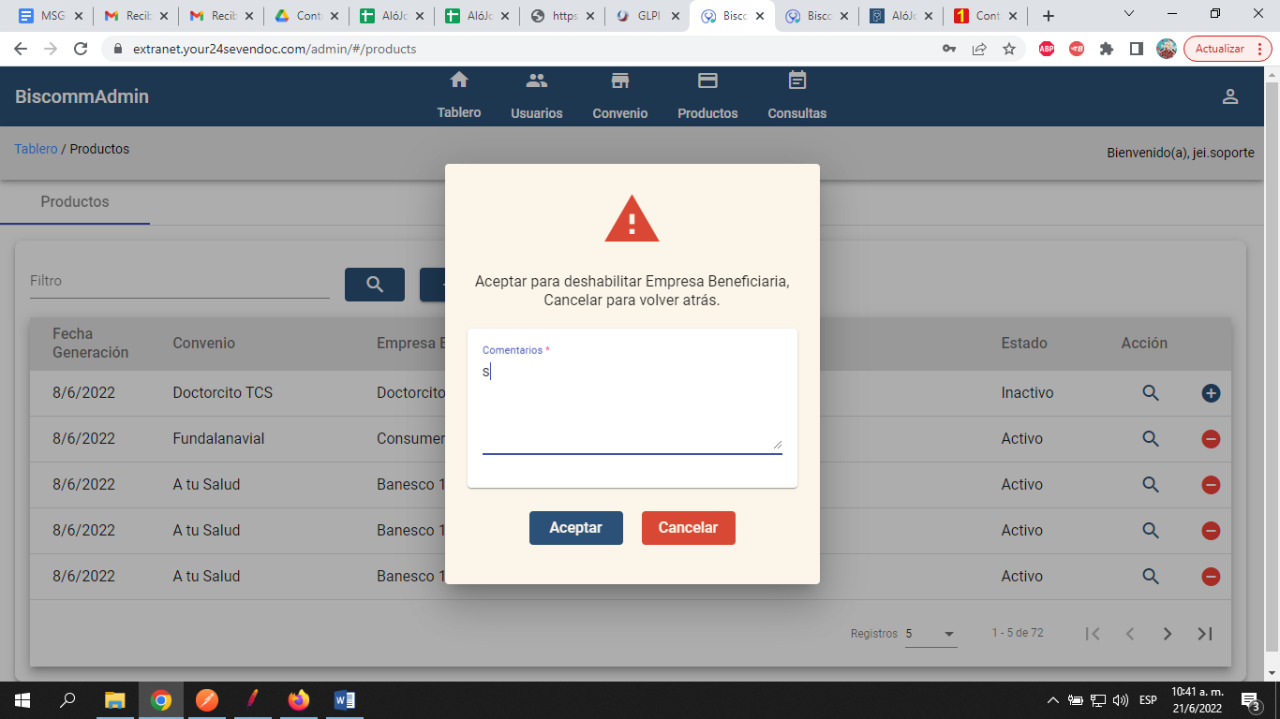 MSG
Recib
Recib
Cont
AlóJo
AlóJo
https
GLPI
Bisco
Bisco
AlóJo
Cont
extranet.your24sevendoc.com/admin/#/products
ABP
Actualizar
BiscommAdmin
Tablero
Usuarios
Convenio
Productos
Consultas
Tablero / Productos
Bienvenido(a), jei.soporte
Productos
Filtro
Aceptar para deshabilitar Empresa Beneficiaria,
Cancelar para volver atrás.
Comentarios *
s
Aceptar
Cancelar
Fecha Generación Convenio Empresa Estado Acción
8/6/2022 Doctorcito TCS Doctorcito Inactivo
8/6/2022 Fundalanavial Consumer Activo
8/6/2022 A tu Salud Banesco 1 Activo
8/6/2022 A tu Salud Banesco 1 Activo
8/6/2022 A tu Salud Banesco 1 Activo
Registros 5 1 - 5 de 72
ESP
10:41 a. m.
21/6/2022
3